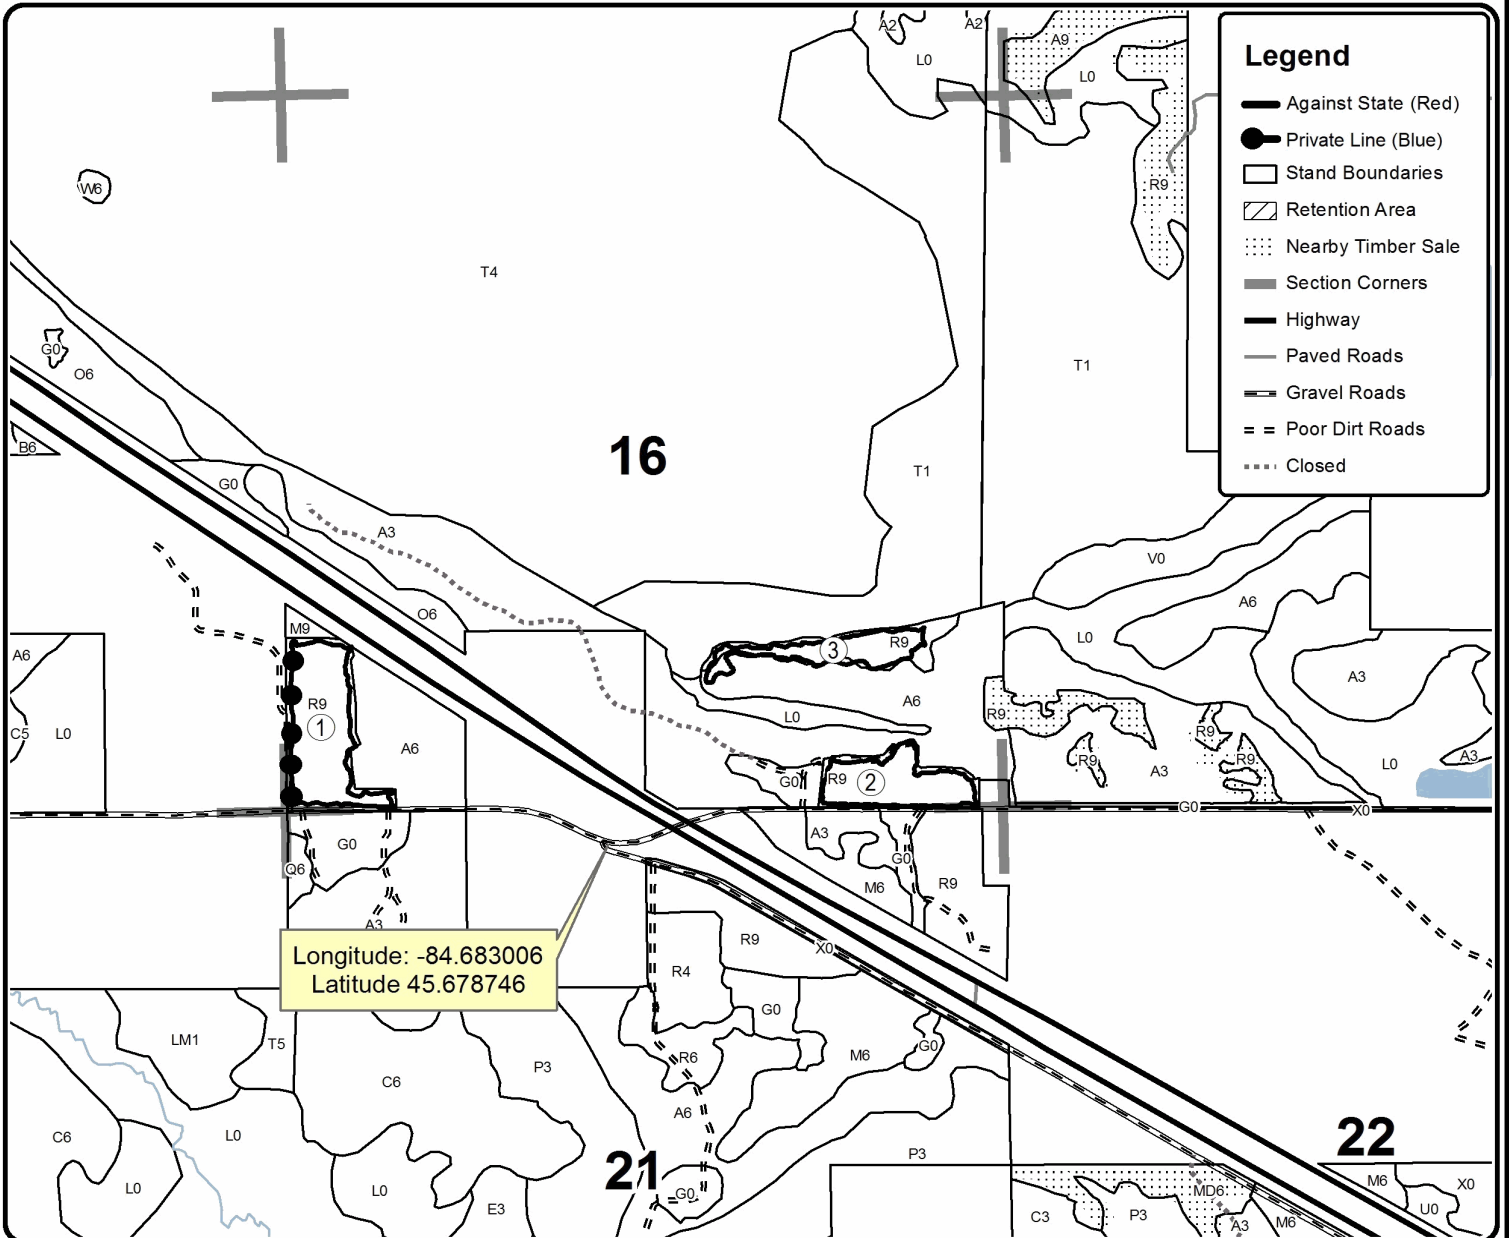 A2
A2
A9
L0
L0
Legend
Against State (Red)
Private Line (Blue)
Stand Boundaries
Retention Area
Nearby Timber Sale
Section Corners
Highway
Paved Roads
Gravel Roads
Poor Dirt Roads
Closed
W6
R9
T4
G0
O6
T1
B6
16
T1
G0
A3
V0
O6
A6
M9
A6
R9
3
L0
A3
R9
1
C5
L0
A6
A6
L0
R9
R9
R9
R9
A3
L0
A3
G0
R9
2
G0
X0
G0
A3
Q6
G0
M6
R9
A3
Longitude: -84.683006
Latitude 45.678746
R9
X0
R4
G0
LM1
T5
C6
P3
R6
M6
G0
A6
C6
L0
22
21
P3
L0
L0
E3
G0
MD6
M6
X0
C3
P3
A3
M6
U0